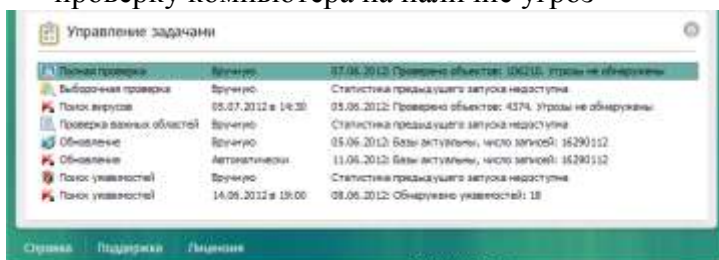 проверку компьютера на наличие угроз
Управление задачами
Полная проверка Вручную 07.06.2012: Проверено объектов: 106210. Угрозы не обнаружены
Выборочная проверка Вручную Статистика предыдущего запуска недоступна
Поиск вирусов 05.07.2012 в 14:30 05.06.2012: Проверено объектов: 4374. Угрозы не обнаружены
Проверка важных областей Вручную Статистика предыдущего запуска недоступна
Обновление Вручную 05.06.2012: Базы актуальны, число записей: 16290112
Обновление Автоматически 11.06.2012: Базы актуальны, число записей: 16290112
Поиск уязвимостей Вручную Статистика предыдущего запуска недоступна
Поиск уязвимостей 14.06.2012 в 19:00 08.06.2012: Обнаружено уязвимостей: 18
Справка Поддержка Лицензия